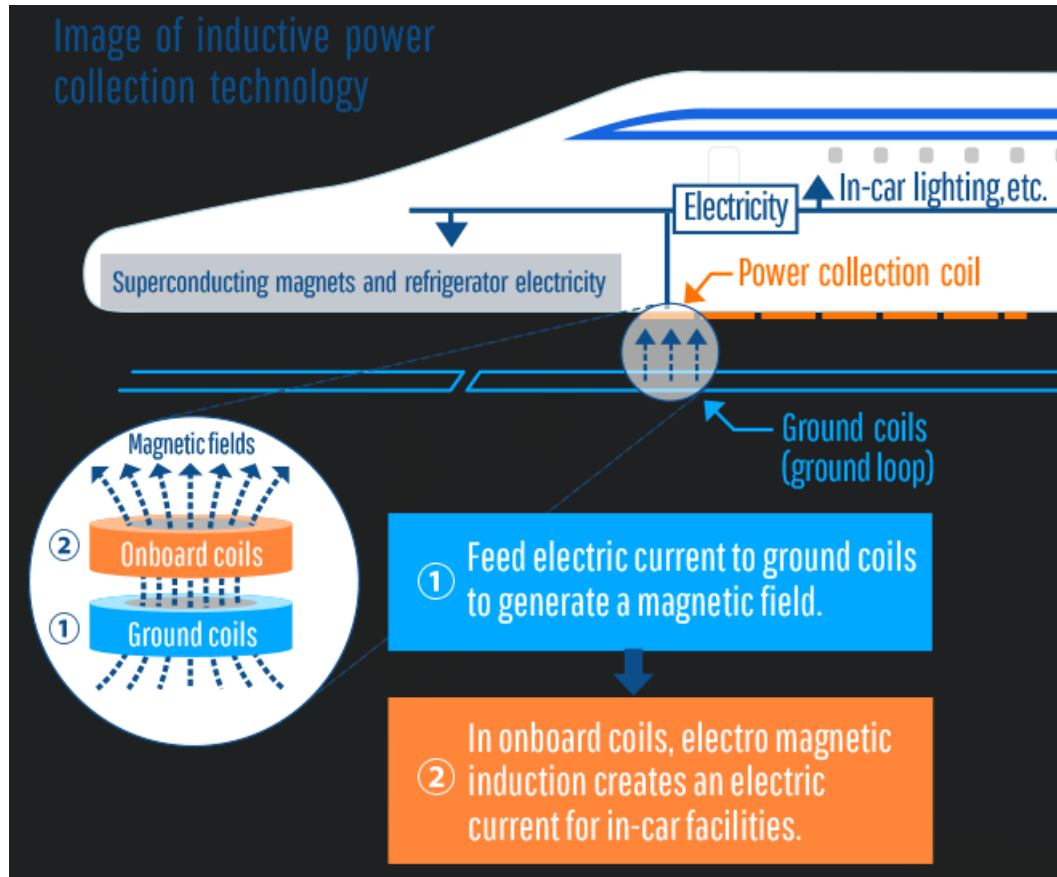 Image of inductive power
collection technology
Electricity
In-car lighting,etc.
Superconducting magnets and refrigerator electricity
Power collection coil
Ground coils
(ground loop)
Magnetic fields
② Onboard coils
① Ground coils
① Feed electric current to ground coils
to generate a magnetic field.
② In onboard coils, electro magnetic
induction creates an electric
current for in-car facilities.